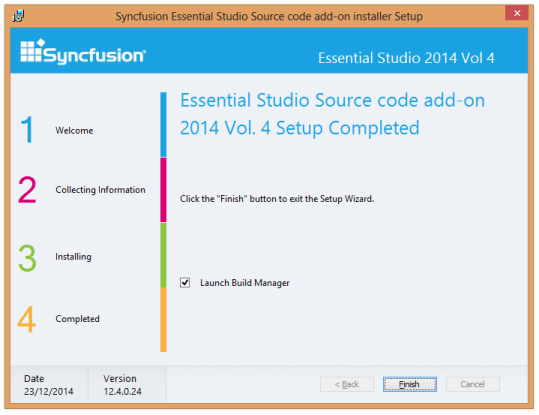 Syncfusion Essential Studio Source code add-on installer Setup
Syncfusion
Essential Studio 2014 Vol 4
1
Welcome
2
Collecting Information
3
Installing
4
Completed
Essential Studio Source code add-on
2014 Vol. 4 Setup Completed
Click the "Finish" button to exit the Setup Wizard.
Launch Build Manager
Date
23/12/2014
Version
12.4.0.24
< Back
Finish
Cancel